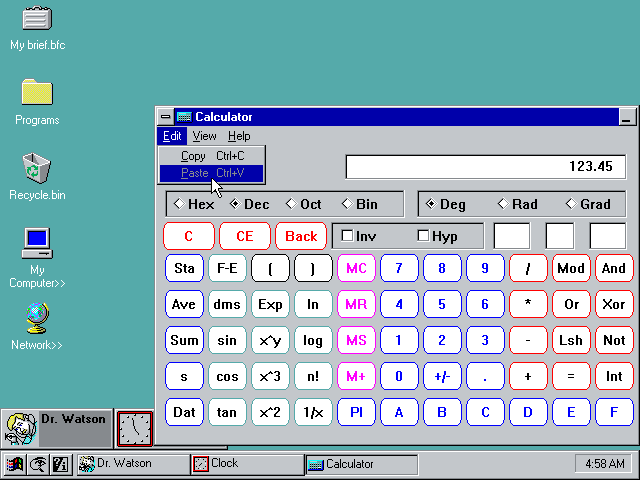 My brief.bfc
Programs
Recycle.bin
My
Computer>>
Network>>
Calculator
Edit View Help
Copy Ctrl+C
Paste Ctrl+V
123.45
Hex Dec Oct Bin Deg Rad Grad
C CE Back Inv Hyp
Sta F-E ( ) MC 7 8 9 / Mod And
Ave dms Exp ln MR 4 5 6 * Or Xor
Sum sin x^y log MS 1 2 3 - Lsh Not
s cos x^3 n! M+ 0 +/- . + = Int
Dat tan x^2 1/x PI A B C D E F
Dr. Watson
Dr. Watson Clock Calculator 4:58 AM